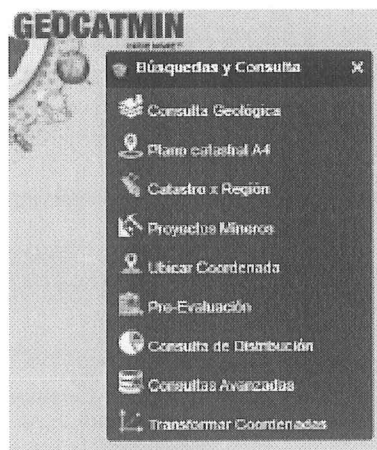 GEOCATMIN
Búsquedas y Consulta X
Consulta Geológica
Plano catastral A4
Catastro x Región
Proyectos Mineros
Ubicar Coordenada
Pre-Evaluación
Consulta de Distribución
Consultas Avanzadas
Transformar Coordenadas